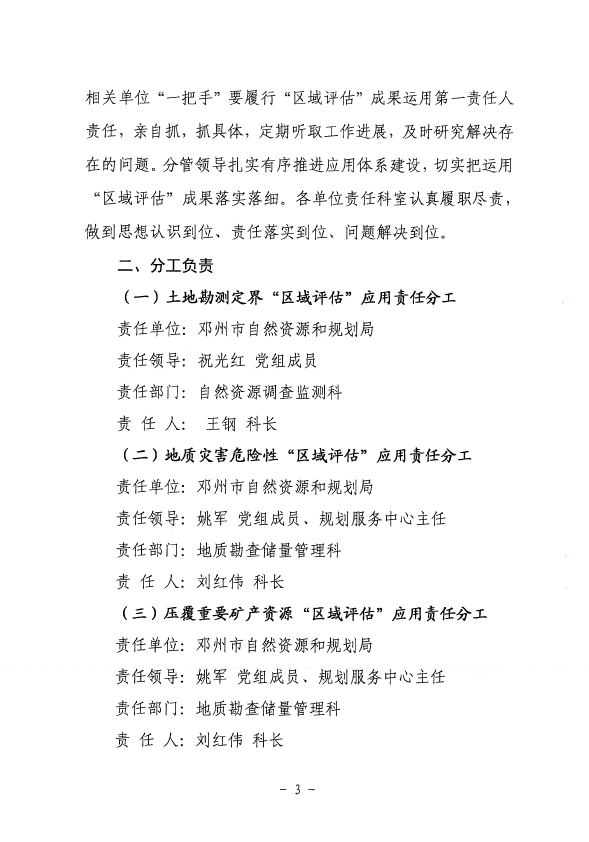 相关单位“一把手”要履行“区域评估”成果运用第一责任人
责任，亲自抓，抓具体，定期听取工作进展，及时研究解决存
在的问题。分管领导扎实有序推进应用体系建设，切实把运用
“区域评估”成果落实落细。各单位责任科室认真履职尽责，
做到思想认识到位、责任落实到位、问题解决到位。
二、分工负责
（一）土地勘测定界“区域评估”应用责任分工
责任单位：邓州市自然资源和规划局
责任领导：祝光红 党组成员
责任部门：自然资源调查监测科
责 任 人： 王钢 科长
（二）地质灾害危险性“区域评估”应用责任分工
责任单位：邓州市自然资源和规划局
责任领导：姚军 党组成员、规划服务中心主任
责任部门：地质勘查储量管理科
责 任 人：刘红伟 科长
（三）压覆重要矿产资源“区域评估”应用责任分工
责任单位：邓州市自然资源和规划局
责任领导：姚军 党组成员、规划服务中心主任
责任部门：地质勘查储量管理科
责 任 人：刘红伟 科长
- 3 -